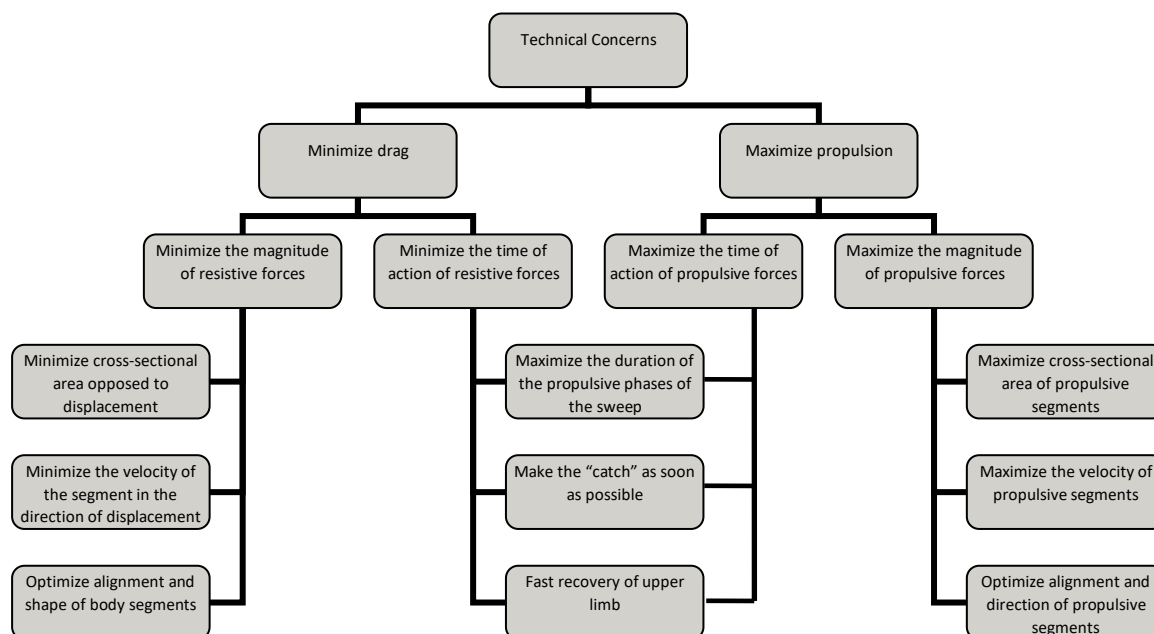 Technical Concerns
Minimize drag
Maximize propulsion
Minimize the magnitude
of resistive forces
Minimize the time of
action of resistive forces
Maximize the time of
action of propulsive forces
Maximize the magnitude
of propulsive forces
Minimize cross-sectional
area opposed to
displacement
Maximize the duration of
the propulsive phases of
the sweep
Maximize cross-sectional
area of propulsive
segments
Minimize the velocity of
the segment in the
direction of displacement
Make the “catch” as soon
as possible
Maximize the velocity of
propulsive segments
Optimize alignment and
shape of body segments
Fast recovery of upper
limb
Optimize alignment and
direction of propulsive
segments